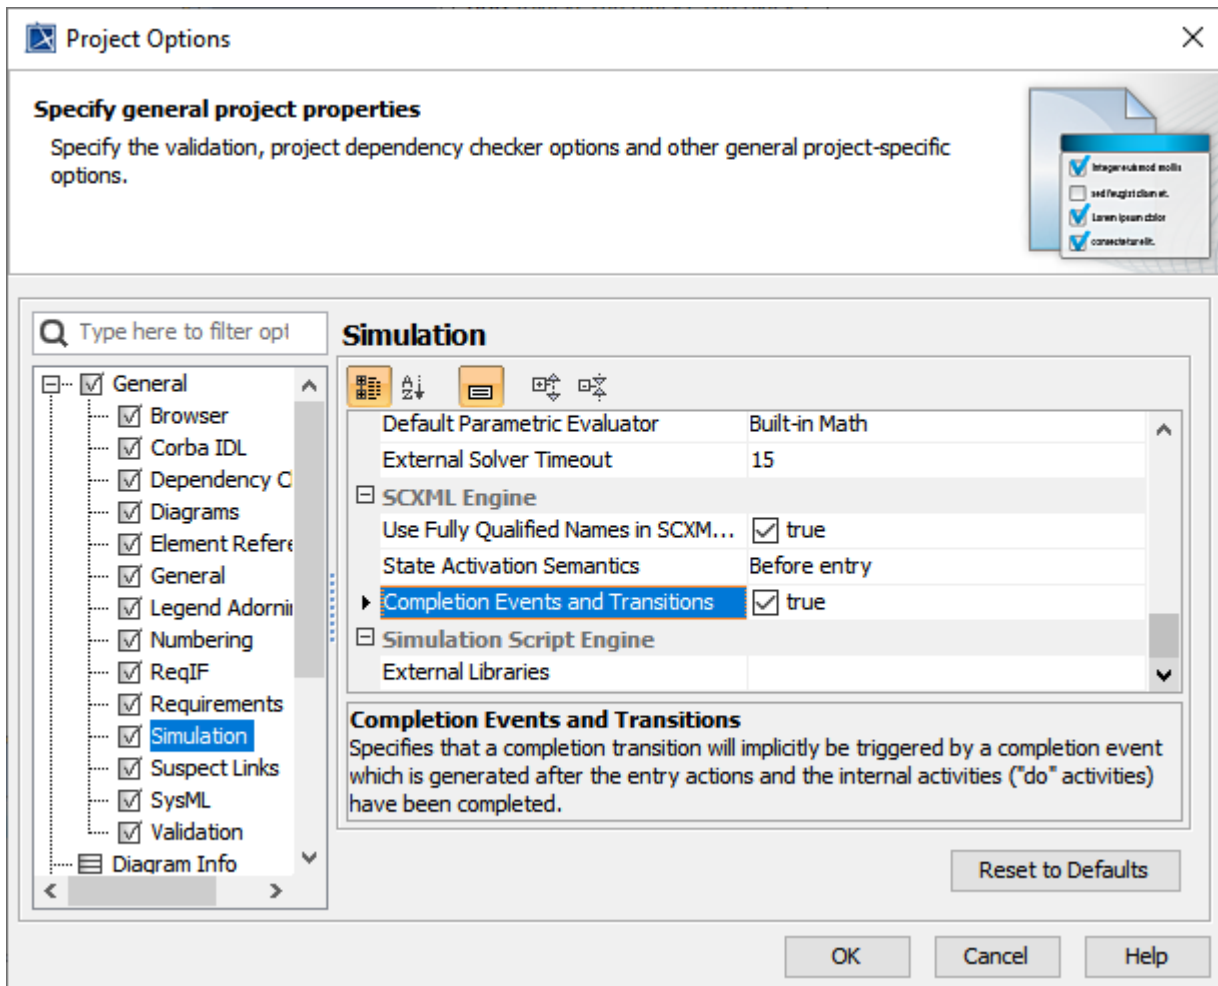 Project Options
Specify general project properties
Specify the validation, project dependency checker options and other general project-specific
options.
Type here to filter opt
General
Browser
Corba IDL
Dependency C
Diagrams
Element Refere
General
Legend Adorni
Numbering
ReqIF
Requirements
Simulation
Suspect Links
SysML
Validation
Diagram Info
Simulation
Default Parametric Evaluator Built-in Math
External Solver Timeout 15
SCXML Engine
Use Fully Qualified Names in SCXM... true
State Activation Semantics Before entry
Completion Events and Transitions true
Simulation Script Engine
External Libraries
Completion Events and Transitions
Specifies that a completion transition will implicitly be triggered by a completion event
which is generated after the entry actions and the internal activities ("do" activities)
have been completed.
Reset to Defaults
OK Cancel Help